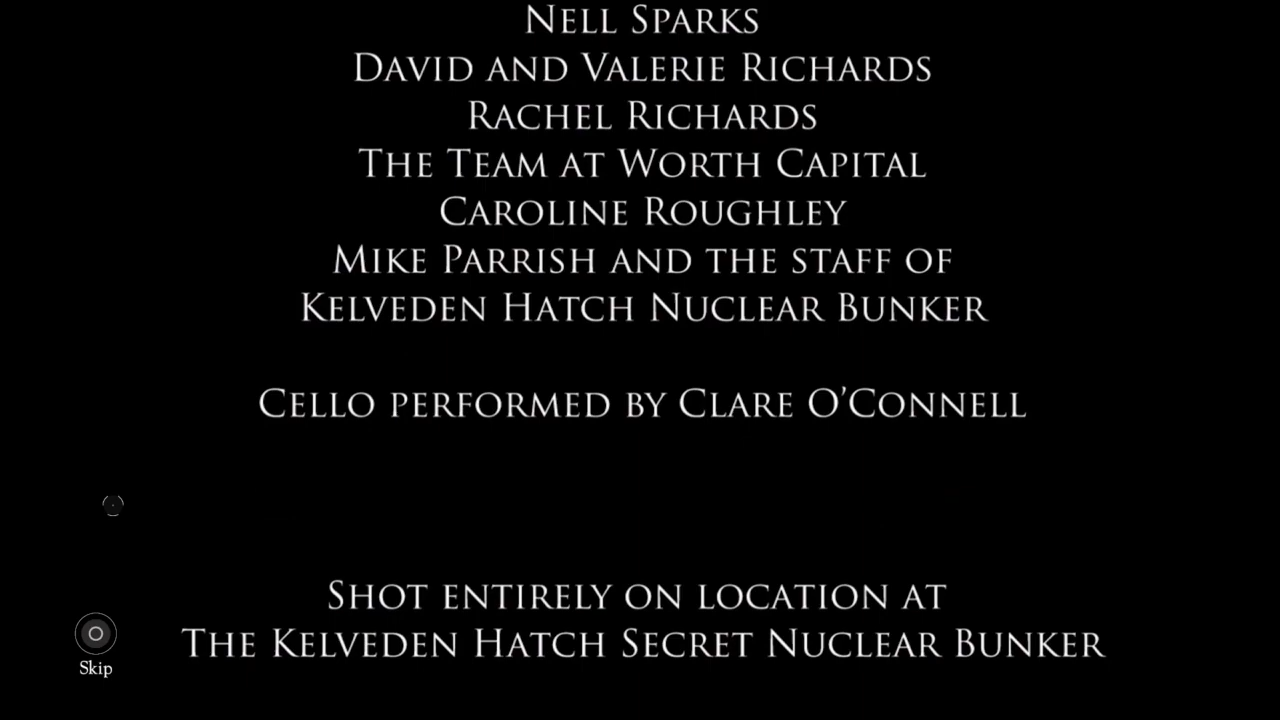 Nell Sparks
David and Valerie Richards
Rachel Richards
The Team at Worth Capital
Caroline Roughley
Mike Parrish and the staff of
Kelveden Hatch Nuclear Bunker
Cello performed by Clare O'Connell
Shot entirely on location at
The Kelveden Hatch Secret Nuclear Bunker
Skip